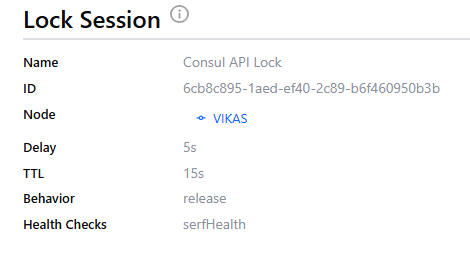 Lock Session
Name Consul API Lock
ID 6cb8c895-1aed-ef40-2c89-b6f460950b3b
Node VIKAS
Delay 5s
TTL 15s
Behavior release
Health Checks serfHealth